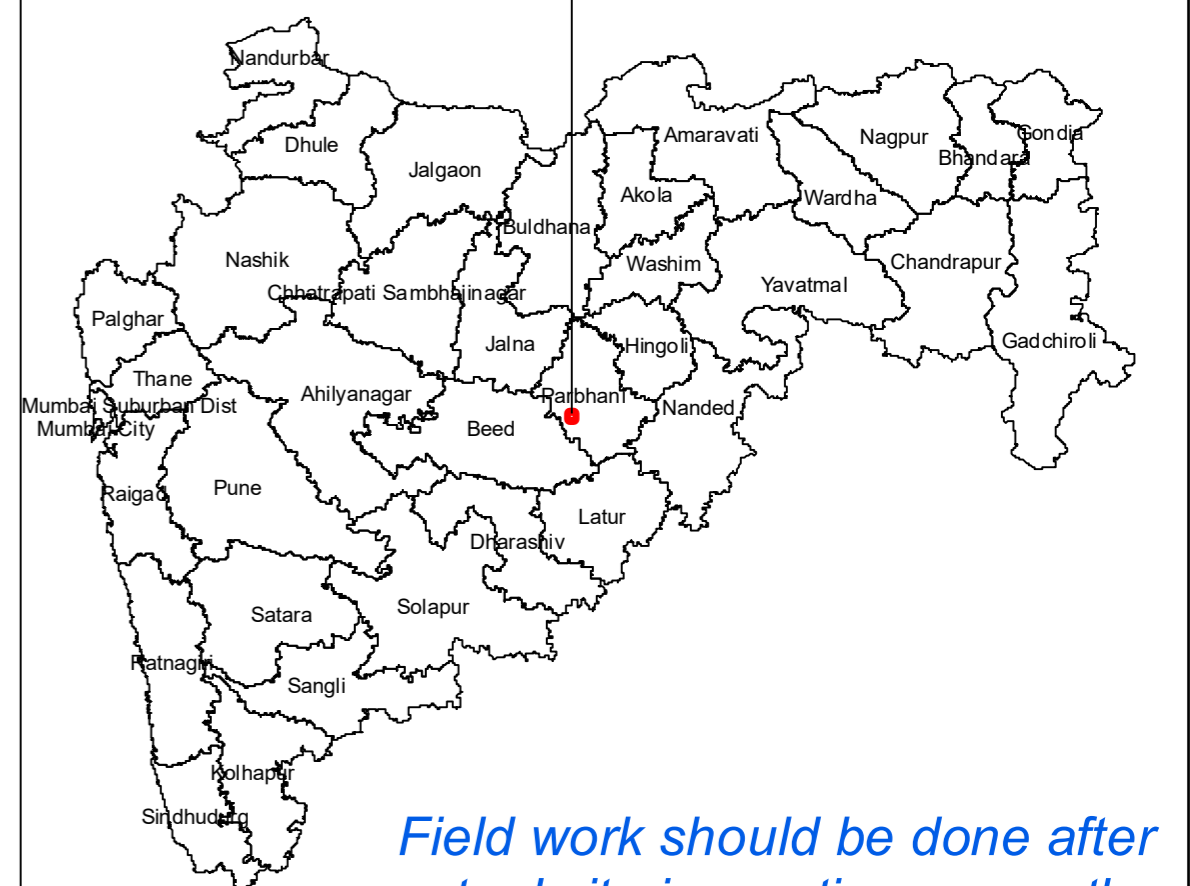 Nandurbar
Dhule
Jalgaon
Amaravati
Nagpur
Gondia
Bhandara
Akola
Wardha
Buldhana
Nashik
Washim
Chandrapur
Yavatmal
Chhatrapati Sambhajinagar
Palghar
Jalna
Hingoli
Gadchiroli
Thane
Ahilyanagar
Parbhani
Mumbai Suburban Dist
Nanded
Mumbai City
Beed
Raigad
Pune
Latur
Dharashiv
Satara
Solapur
Ratnagiri
Sangli
Kolhapur
Sindhudurg
Field work should be done after